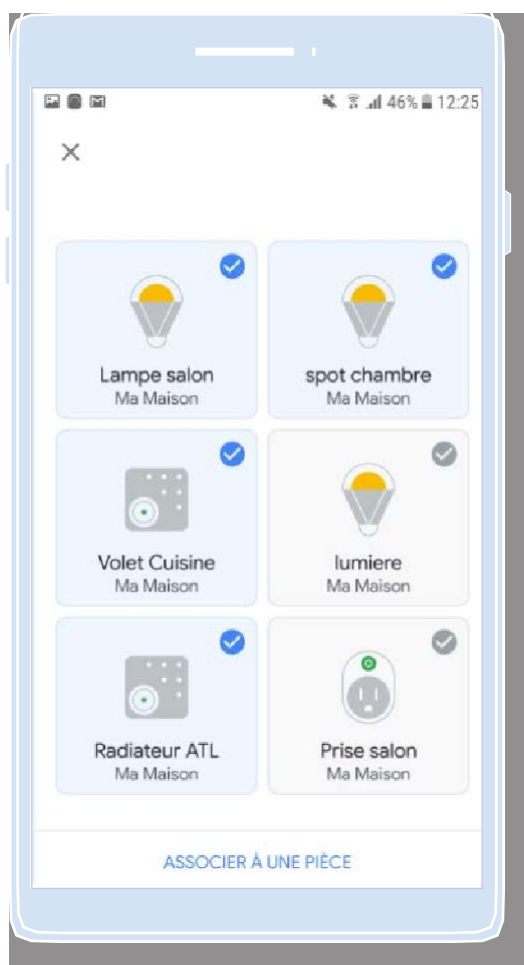 46% 12:25
Lampe salon
Ma Maison
spot chambre
Ma Maison
Volet Cuisine
Ma Maison
lumiere
Ma Maison
Radiateur ATL
Ma Maison
Prise salon
Ma Maison
ASSOCIER À UNE PIÈCE